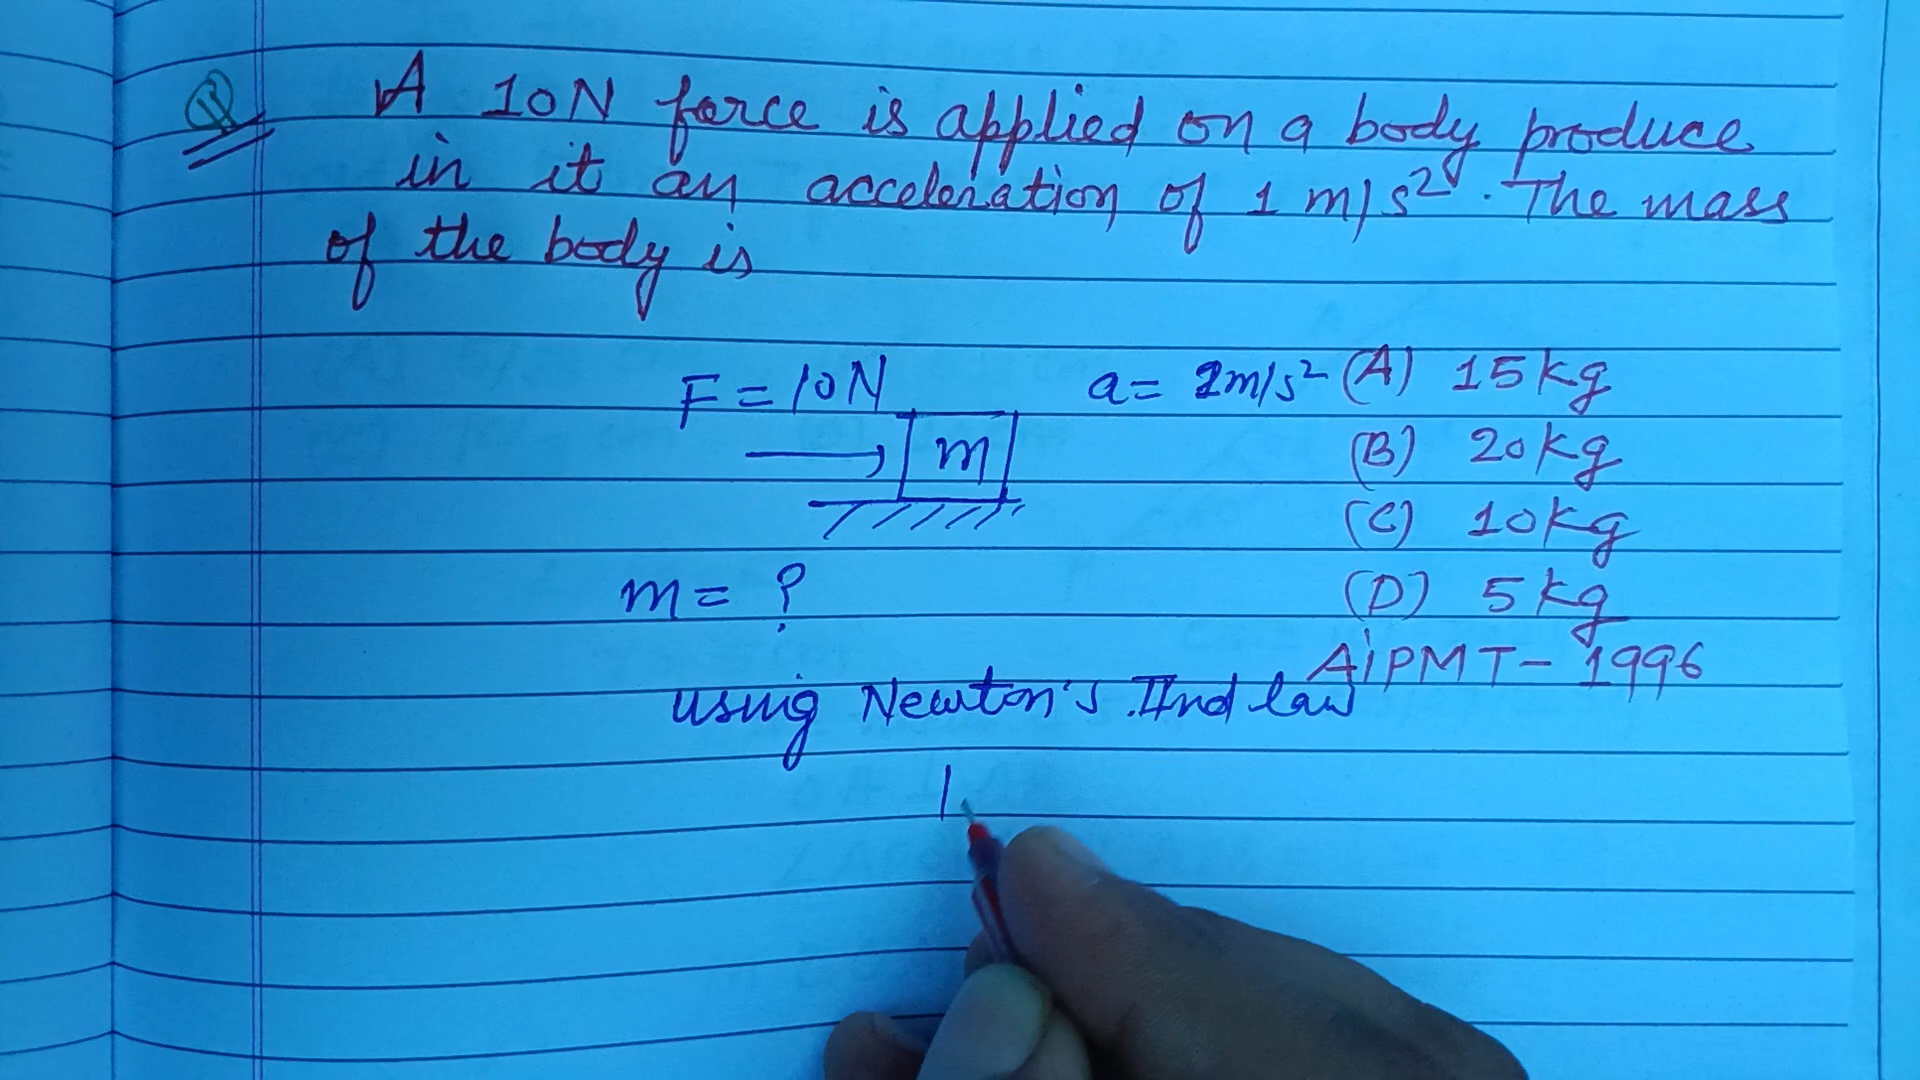 Q A 10N force is applied on a body produce
in it an acceleration of 1 m/s². The mass
of the body is
F = 10N a = 1m/s² (A) 15kg
m (B) 20kg
(C) 10kg
m = ? (D) 5kg
AiPMT- 1996
using Newton's IInd law